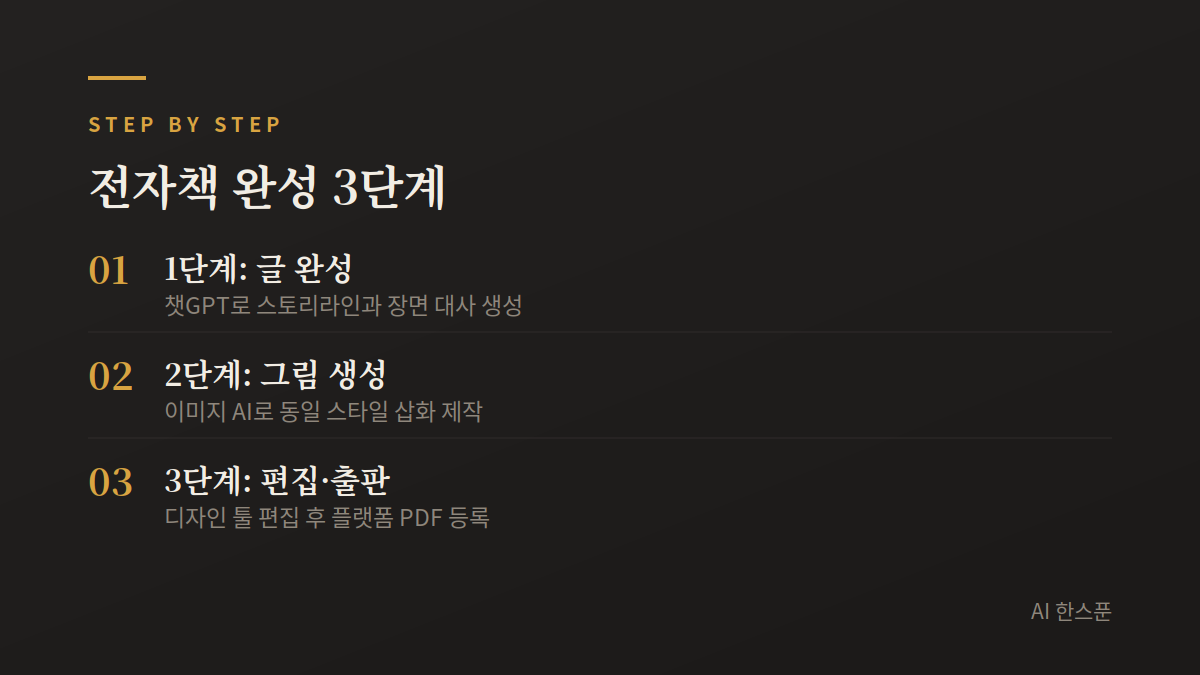 STEP BY STEP
전자책 완성 3단계
01 1단계: 글 완성
챗GPT로 스토리라인과 장면 대사 생성
02 2단계: 그림 생성
이미지 AI로 동일 스타일 삽화 제작
03 3단계: 편집·출판
디자인 툴 편집 후 플랫폼 PDF 등록
AI 한스푼